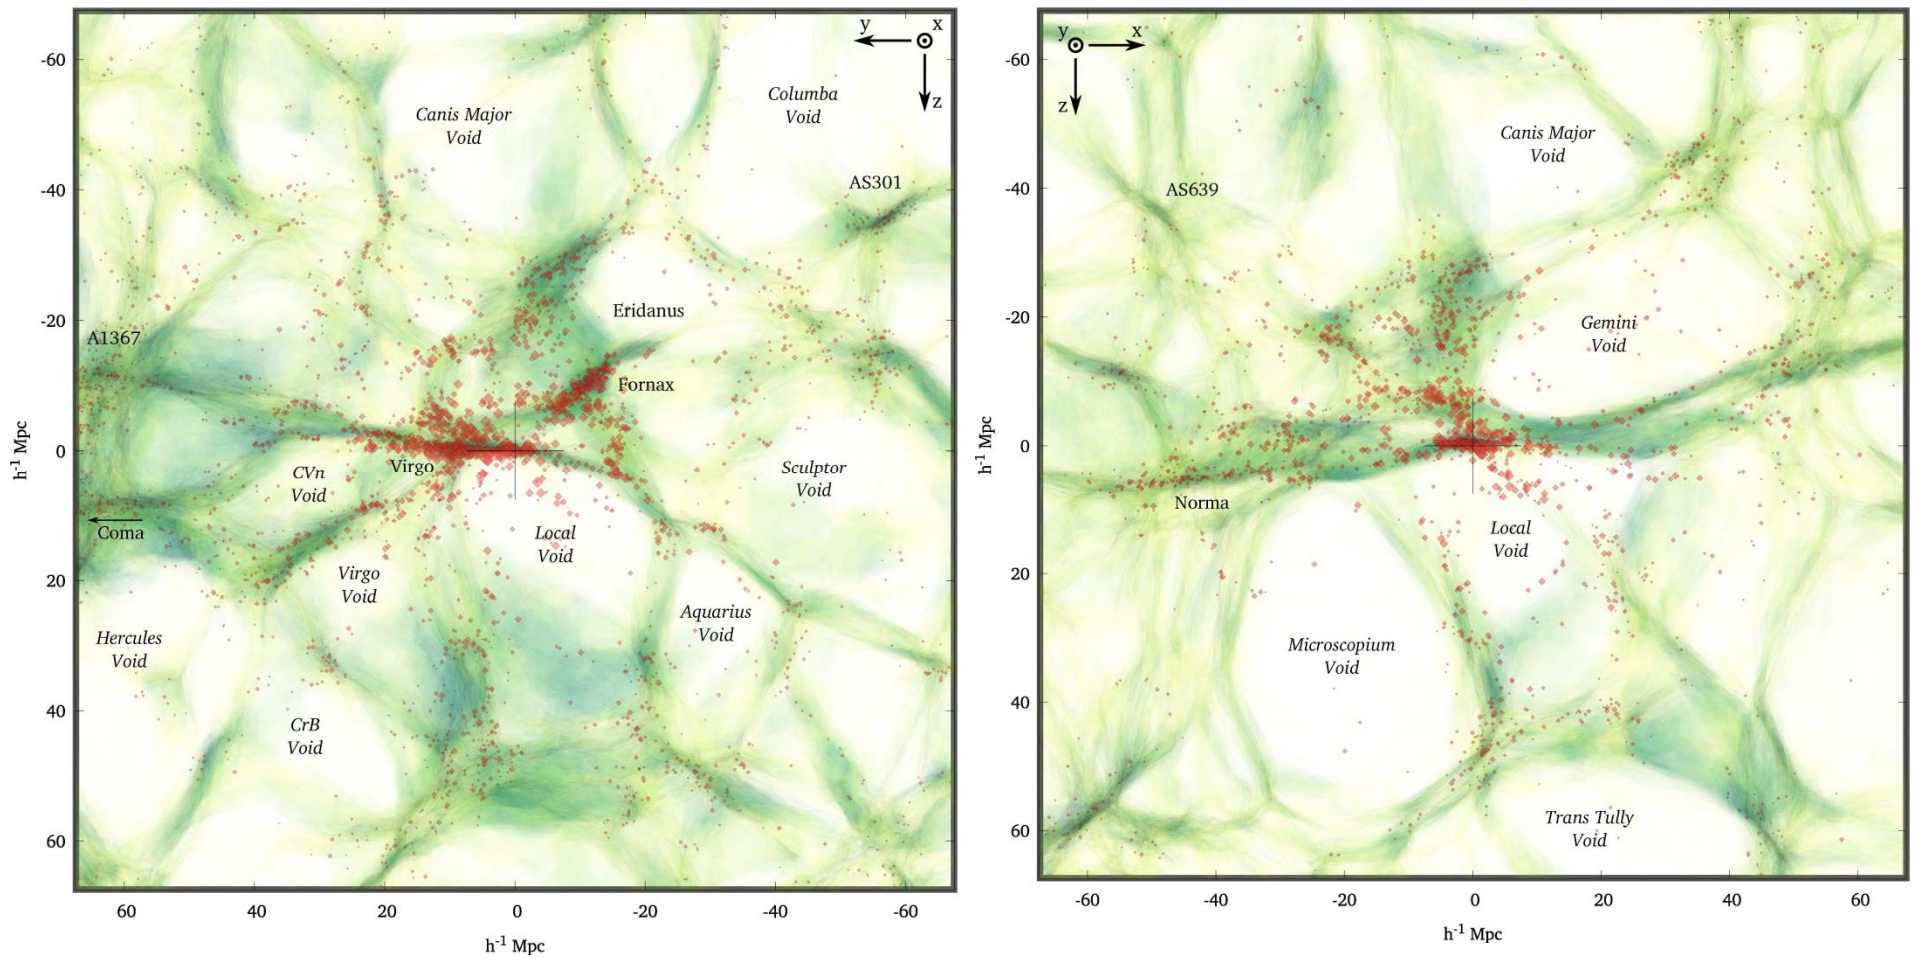 y
x
z
-60
-40
-20
0
20
40
60
h⁻¹ Mpc
Canis Major
Void
Columba
Void
AS301
Eridanus
A1367
Fornax
Virgo
CVn
Void
Sculptor
Void
Coma
Local
Void
Virgo
Void
Aquarius
Void
Hercules
Void
CrB
Void
60
40
20
0
-20
-40
-60
h⁻¹ Mpc
y
x
z
-60
-40
-20
0
20
40
60
h⁻¹ Mpc
Canis Major
Void
AS639
Gemini
Void
Norma
Local
Void
Microscopium
Void
Trans Tully
Void
-60
-40
-20
0
20
40
60
h⁻¹ Mpc